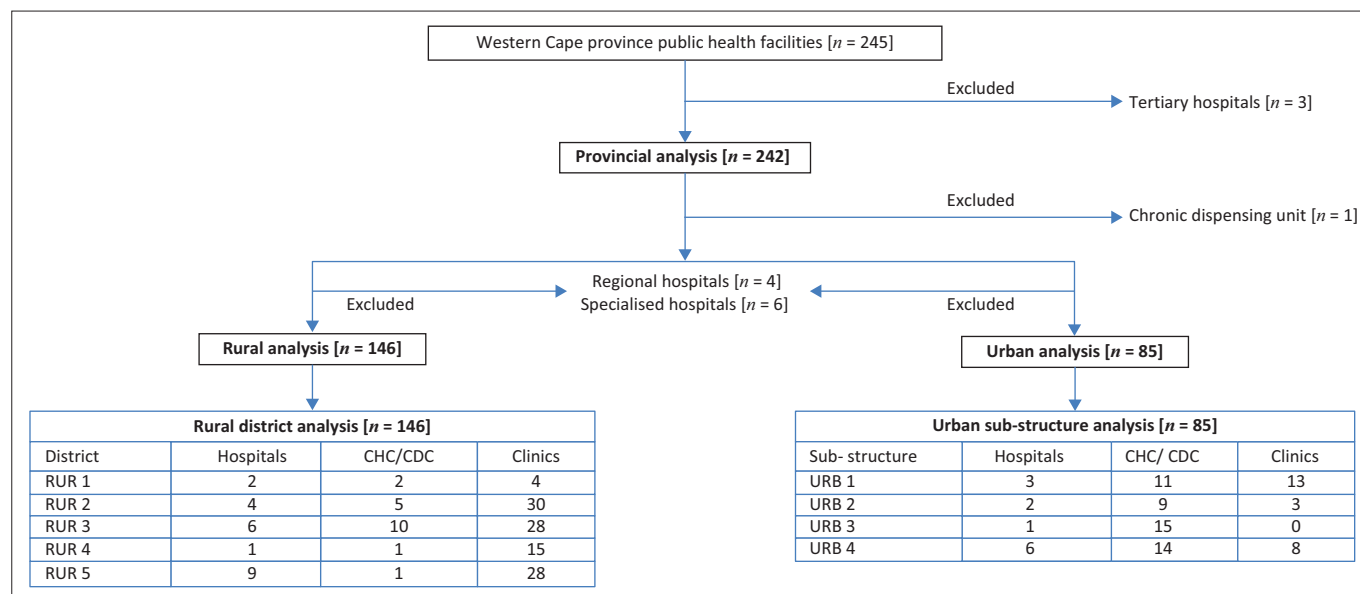 Western Cape province public health facilities [n = 245]
Excluded
Tertiary hospitals [n = 3]
Provincial analysis [n = 242]
Excluded
Chronic dispensing unit [n = 1]
Regional hospitals [n = 4]
Specialised hospitals [n = 6]
Excluded
Excluded
Rural analysis [n = 146]
Urban analysis [n = 85]
Rural district analysis [n = 146]
District Hospitals CHC/CDC Clinics
RUR 1 2 2 4
RUR 2 4 5 30
RUR 3 6 10 28
RUR 4 1 1 15
RUR 5 9 1 28
Urban sub-structure analysis [n = 85]
Sub- structure Hospitals CHC/ CDC Clinics
URB 1 3 11 13
URB 2 2 9 3
URB 3 1 15 0
URB 4 6 14 8